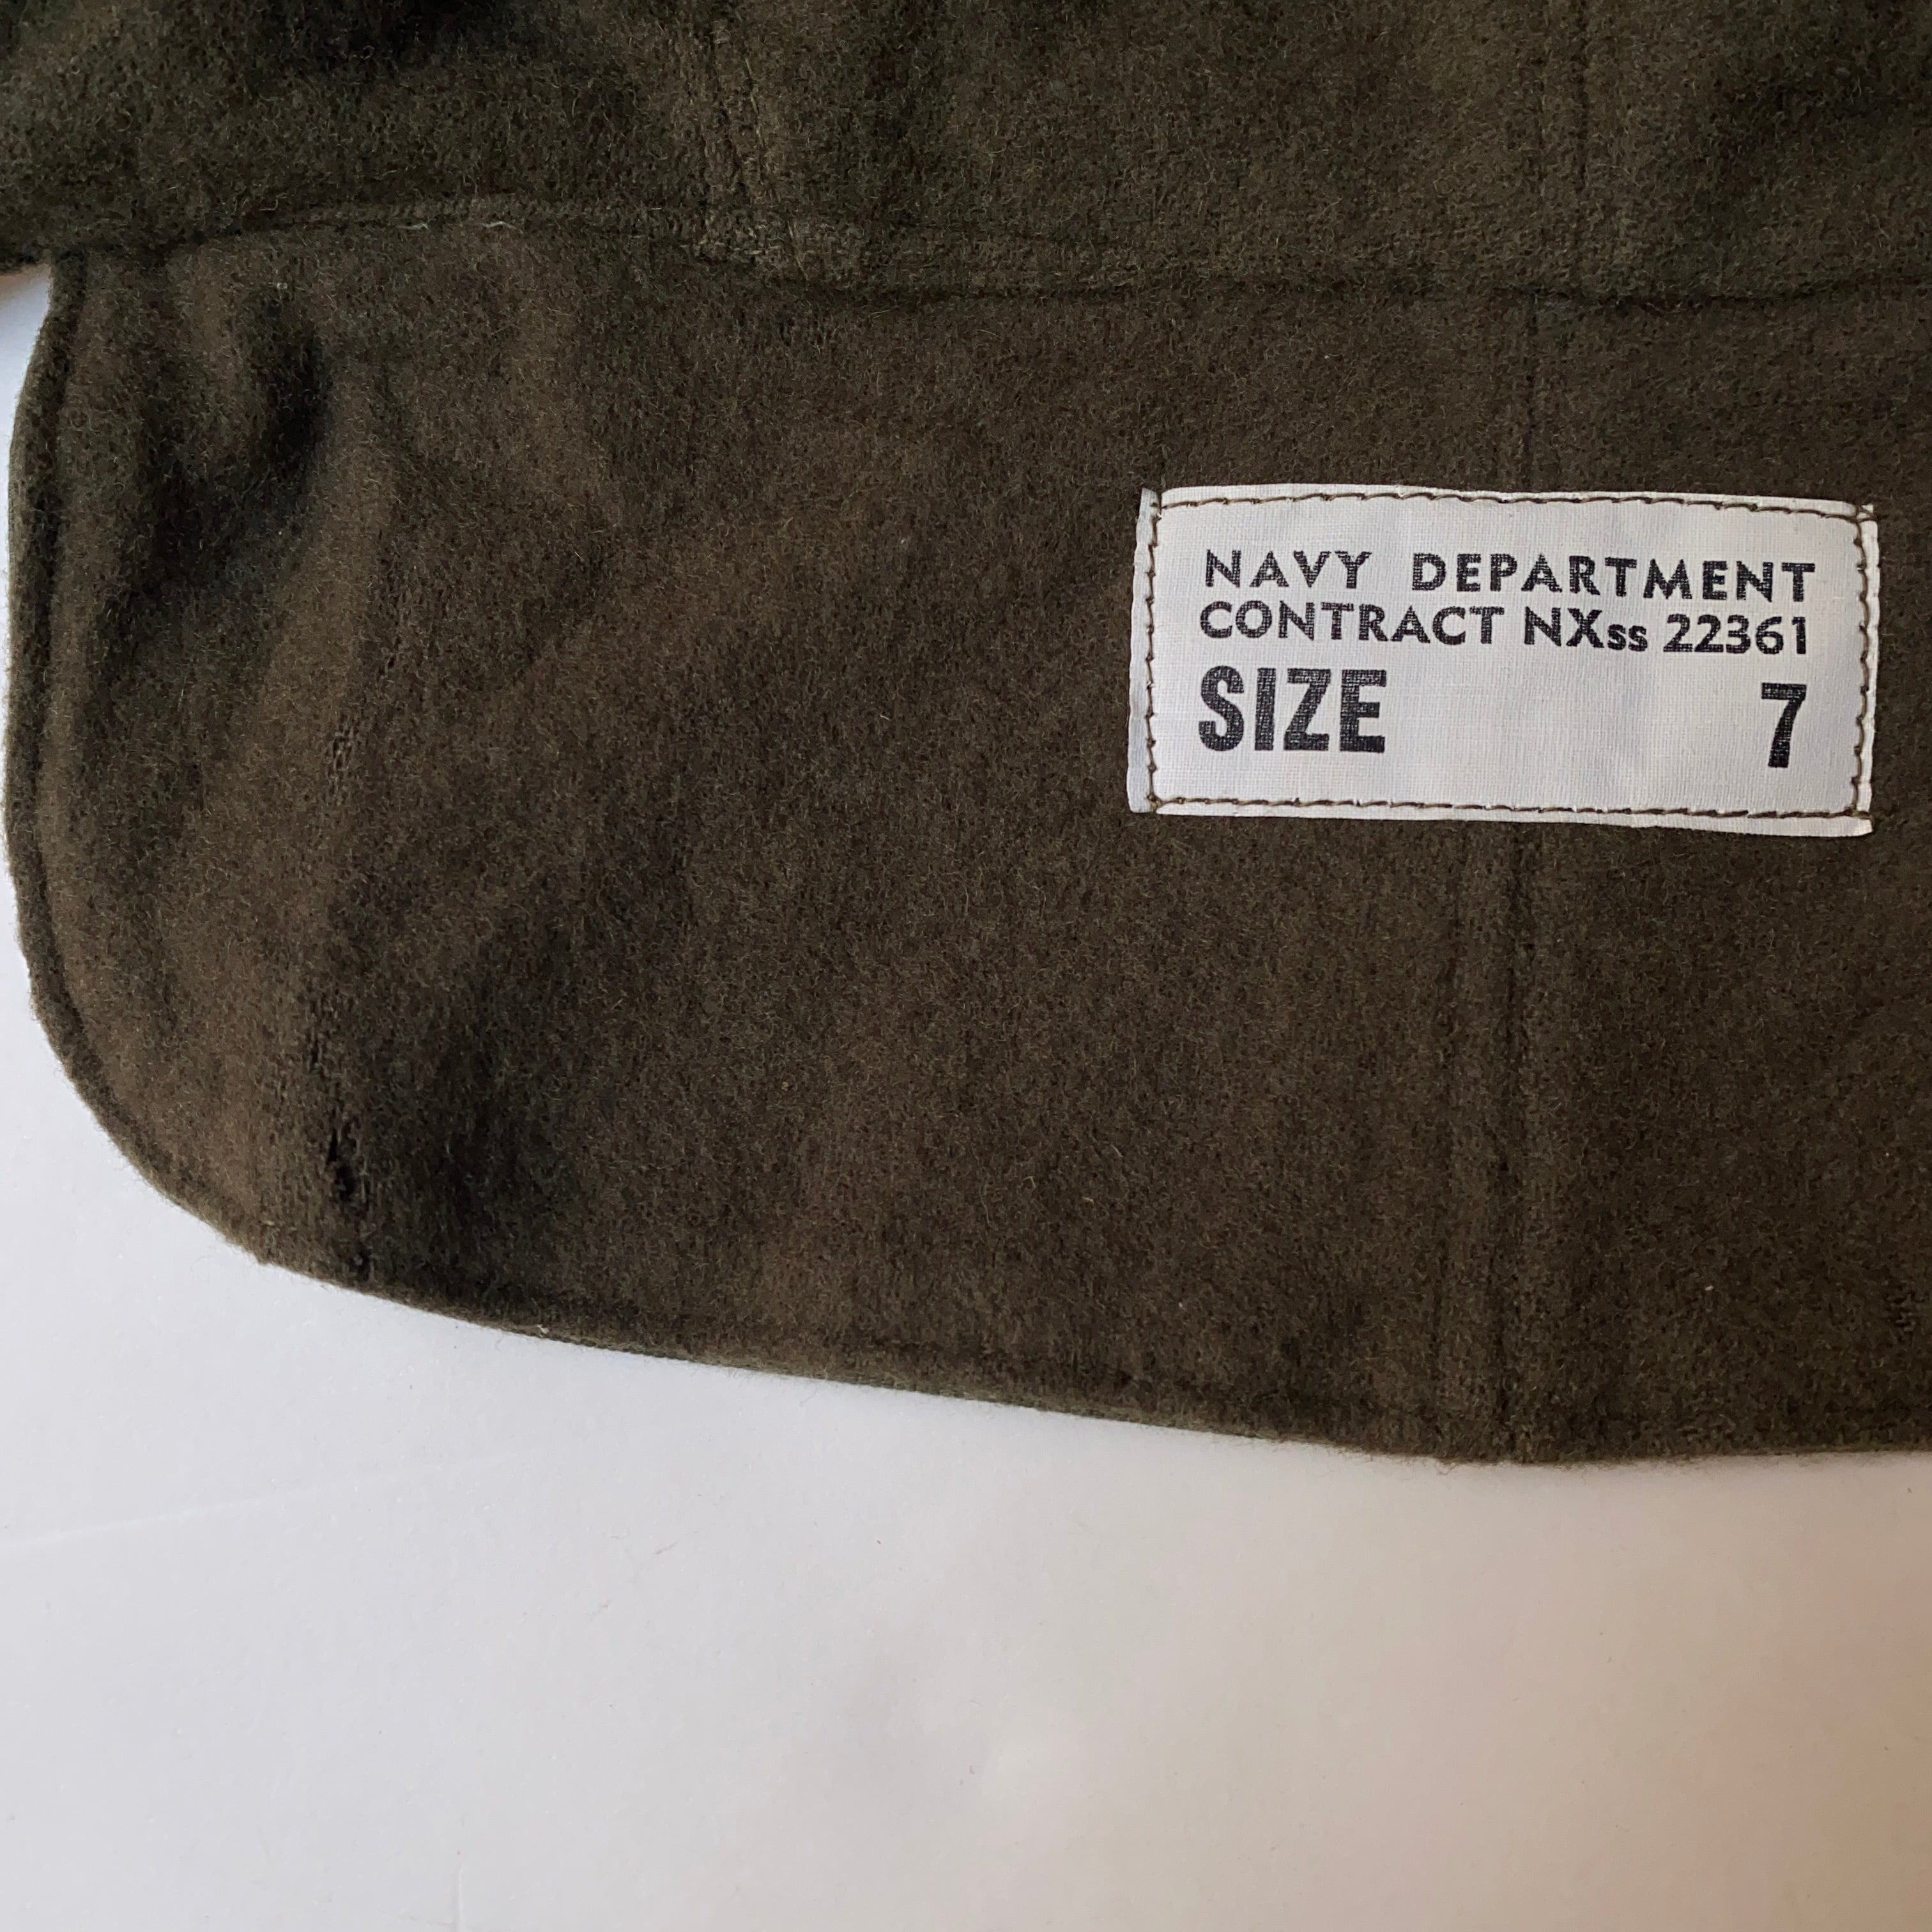 NAVY DEPARTMENT
CONTRACT NXss 22361
SIZE 7